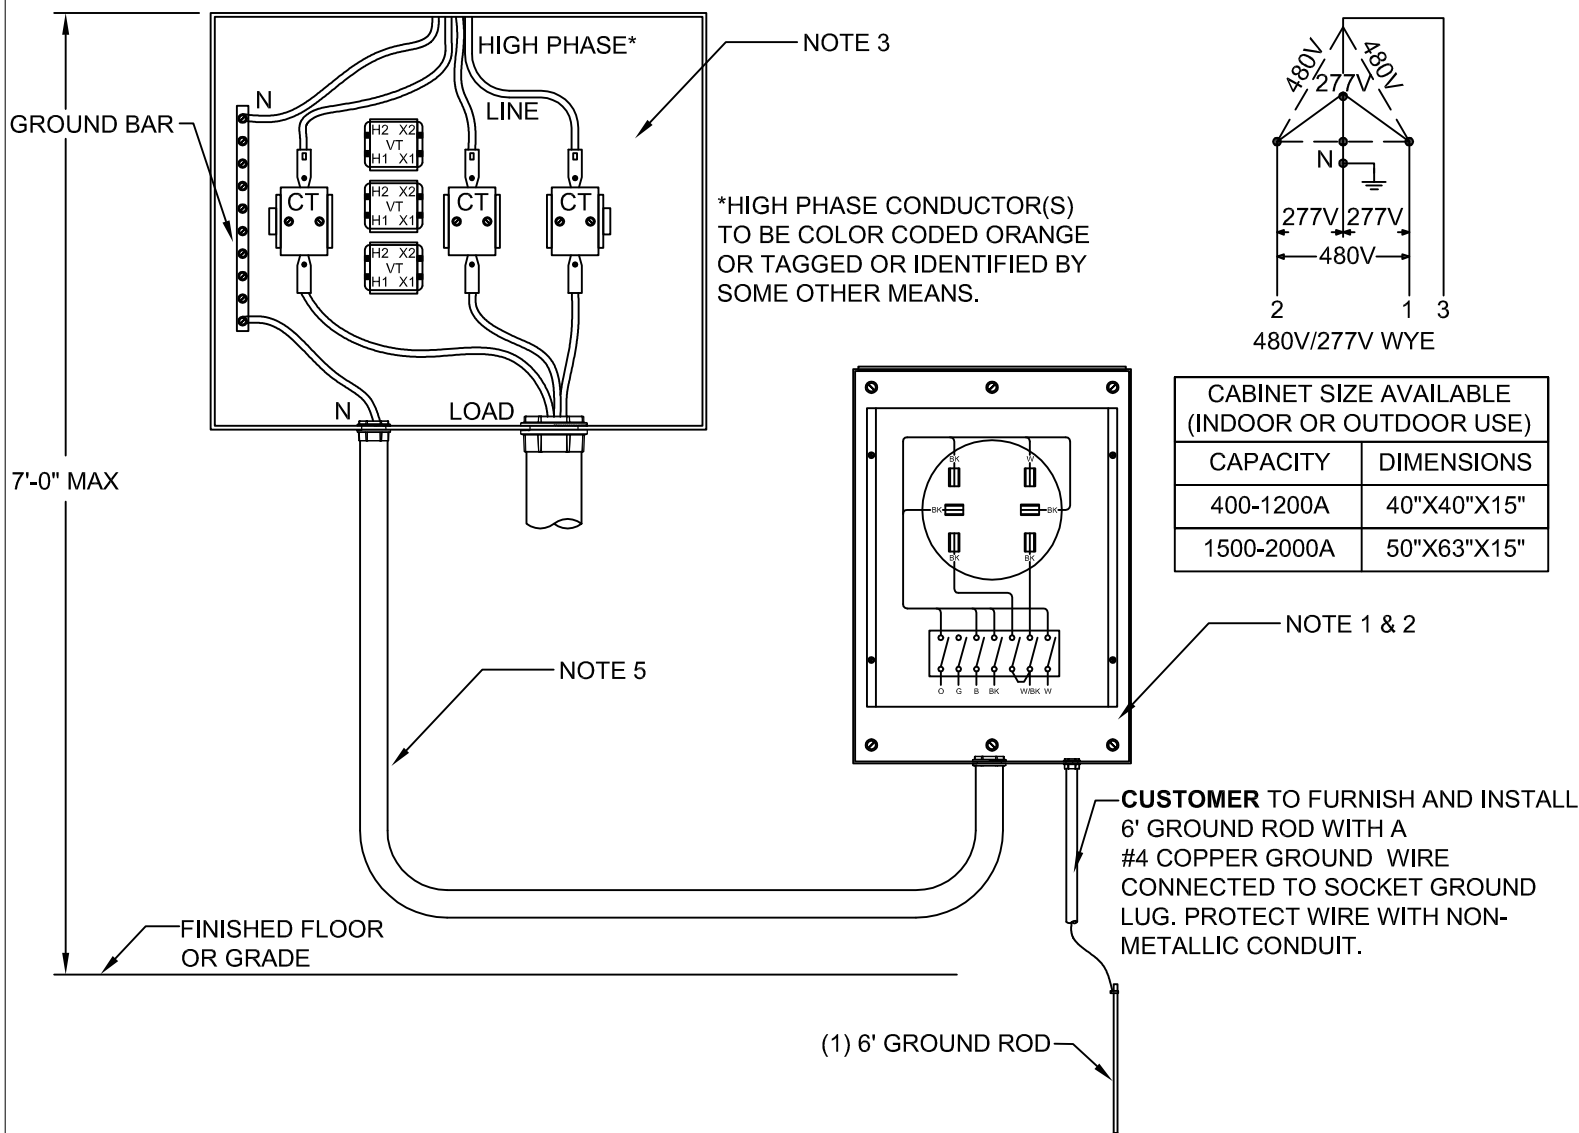 HIGH PHASE*
NOTE 3
N
LINE
GROUND BAR
H2 X2
VT
H1 X1
H2 X2
VT
H1 X1
H2 X2
VT
H1 X1
CT
CT
CT
*HIGH PHASE CONDUCTOR(S)
TO BE COLOR CODED ORANGE
OR TAGGED OR IDENTIFIED BY
SOME OTHER MEANS.
N
LOAD
7'-0" MAX
480V
480V
277V
N
277V 277V
480V
2 1 3
480V/277V WYE
CABINET SIZE AVAILABLE
(INDOOR OR OUTDOOR USE)
CAPACITY DIMENSIONS
400-1200A 40"X40"X15"
1500-2000A 50"X63"X15"
BK W
BK BK
BK BK
O G B BK W/BK W
NOTE 1 & 2
NOTE 5
CUSTOMER TO FURNISH AND INSTALL
6' GROUND ROD WITH A
#4 COPPER GROUND WIRE
CONNECTED TO SOCKET GROUND
LUG. PROTECT WIRE WITH NON-
METALLIC CONDUIT.
FINISHED FLOOR
OR GRADE
(1) 6' GROUND ROD